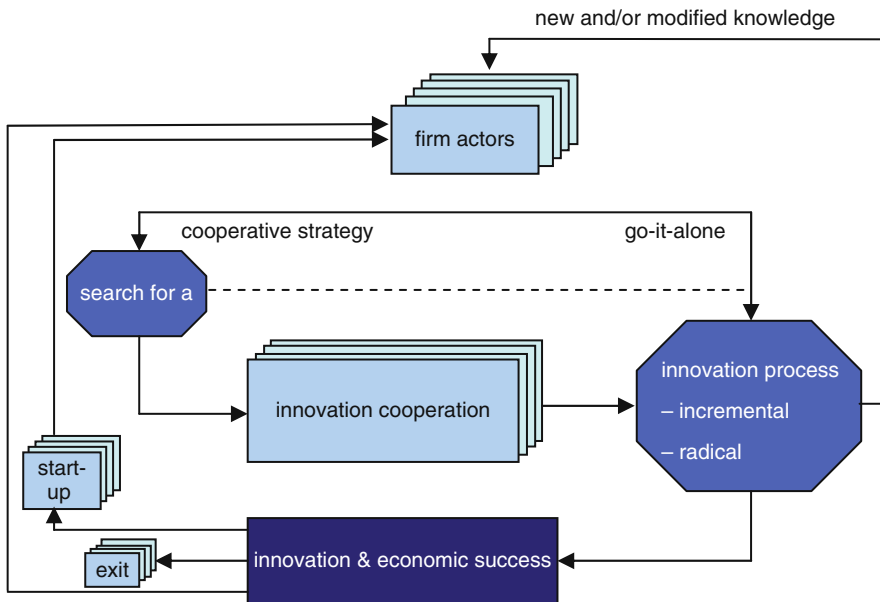 new and/or modified knowledge
firm actors
cooperative strategy
go-it-alone
search for a
innovation process
– incremental
– radical
innovation cooperation
start-
up
innovation & economic success
exit